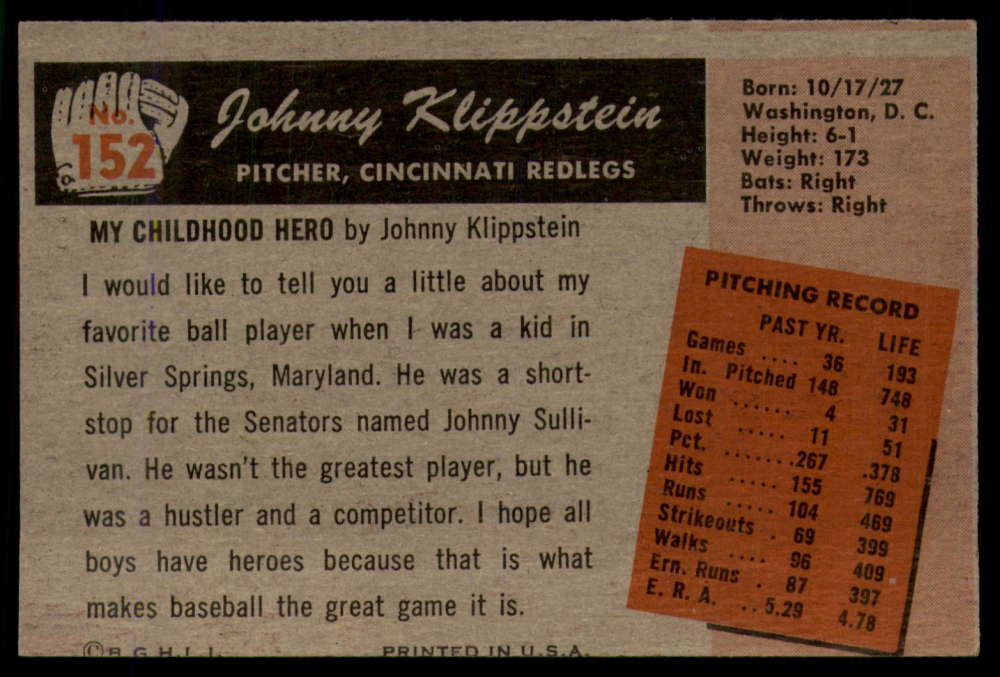 No.
152
Johnny Klippstein
PITCHER, CINCINNATI REDLEGS
Born: 10/17/27
Washington, D. C.
Height: 6-1
Weight: 173
Bats: Right
Throws: Right
MY CHILDHOOD HERO by Johnny Klippstein
I would like to tell you a little about my
favorite ball player when I was a kid in
Silver Springs, Maryland. He was a short-
stop for the Senators named Johnny Sulli-
van. He wasn't the greatest player, but he
was a hustler and a competitor. I hope all
boys have heroes because that is what
makes baseball the great game it is.
PITCHING RECORD
PAST YR. LIFE
Games .... 36 193
In. Pitched 148 748
Won ...... 4 31
Lost ..... 11 51
Pct. .......267 .378
Hits ..... 155 769
Runs ..... 104 469
Strikeouts . 69 399
Walks .... 96 409
Ern. Runs . 87 397
E. R. A. ..5.29 4.78
©B G H.L.I.
PRINTED IN U.S.A.